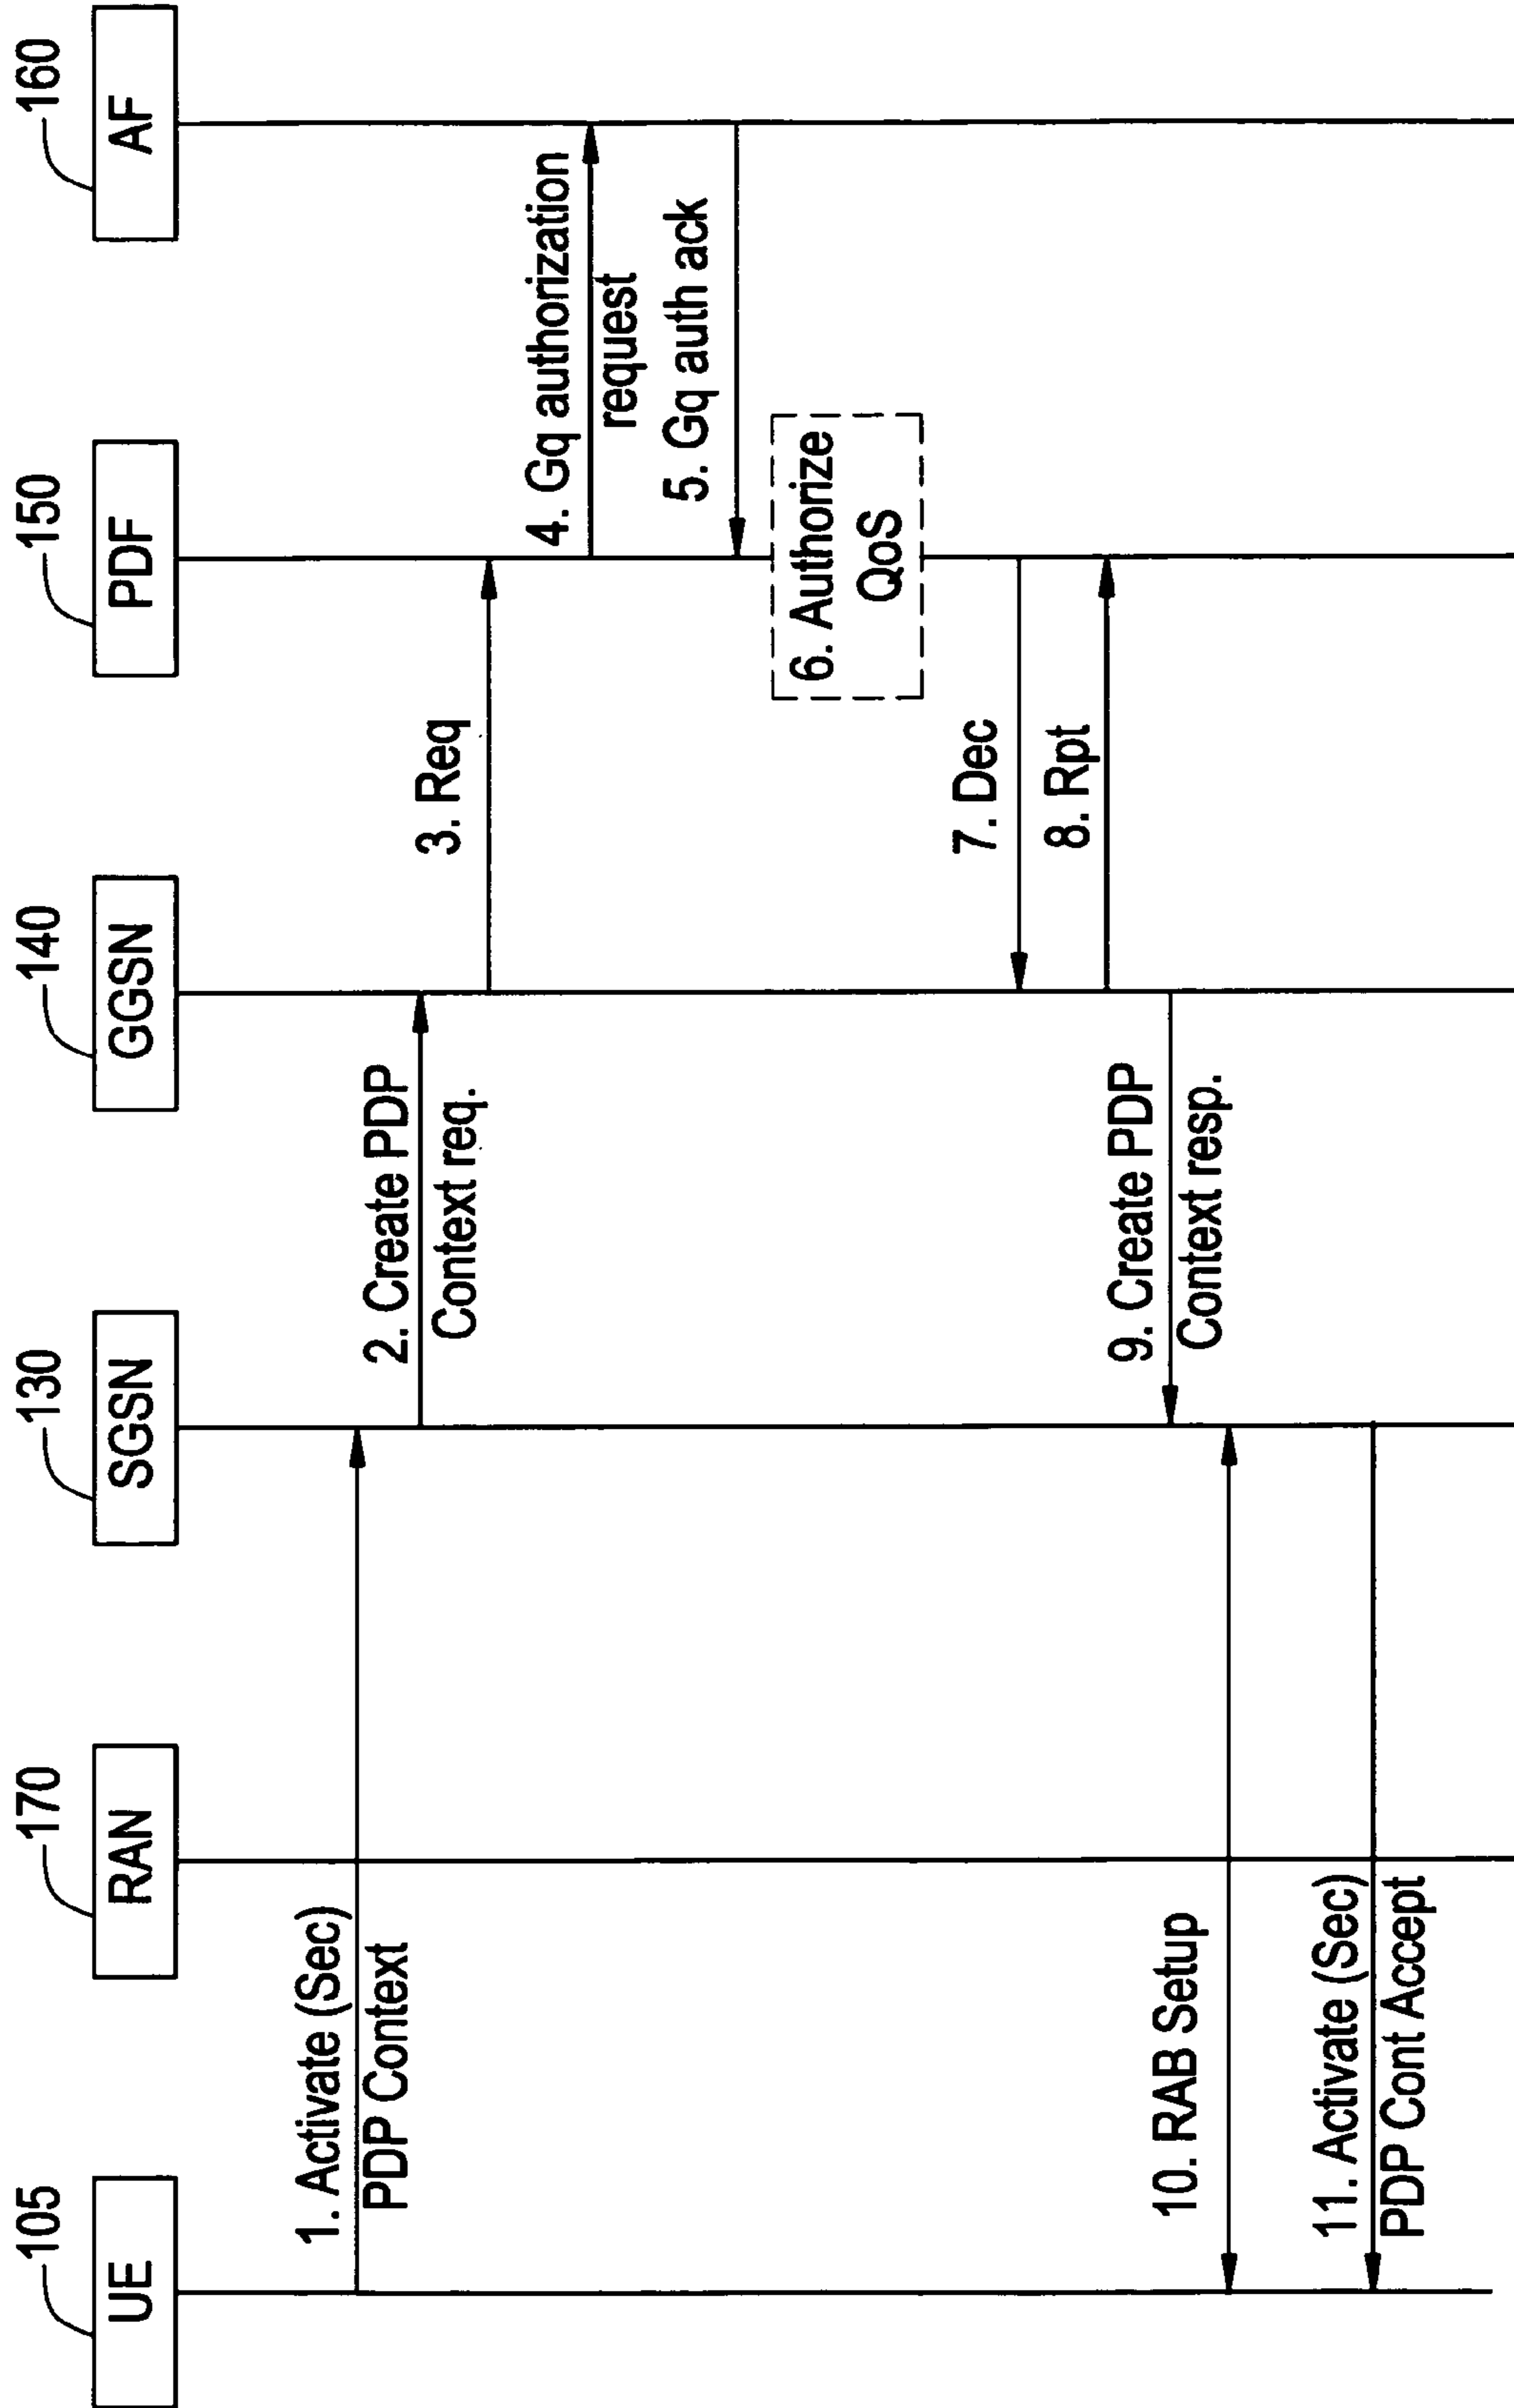 105
170
130
140
150
160
UE
RAN
SGSN
GGSN
PDF
AF
1. Activate (Sec)
PDP Context
2. Create PDP
Context req.
3. Req
4. Gq authorization
request
5. Gq auth ack
6. Authorize
QoS
7. Dec
8. Rpt
9. Create PDP
Context resp.
10. RAB Setup
11. Activate (Sec)
PDP Cont Accept